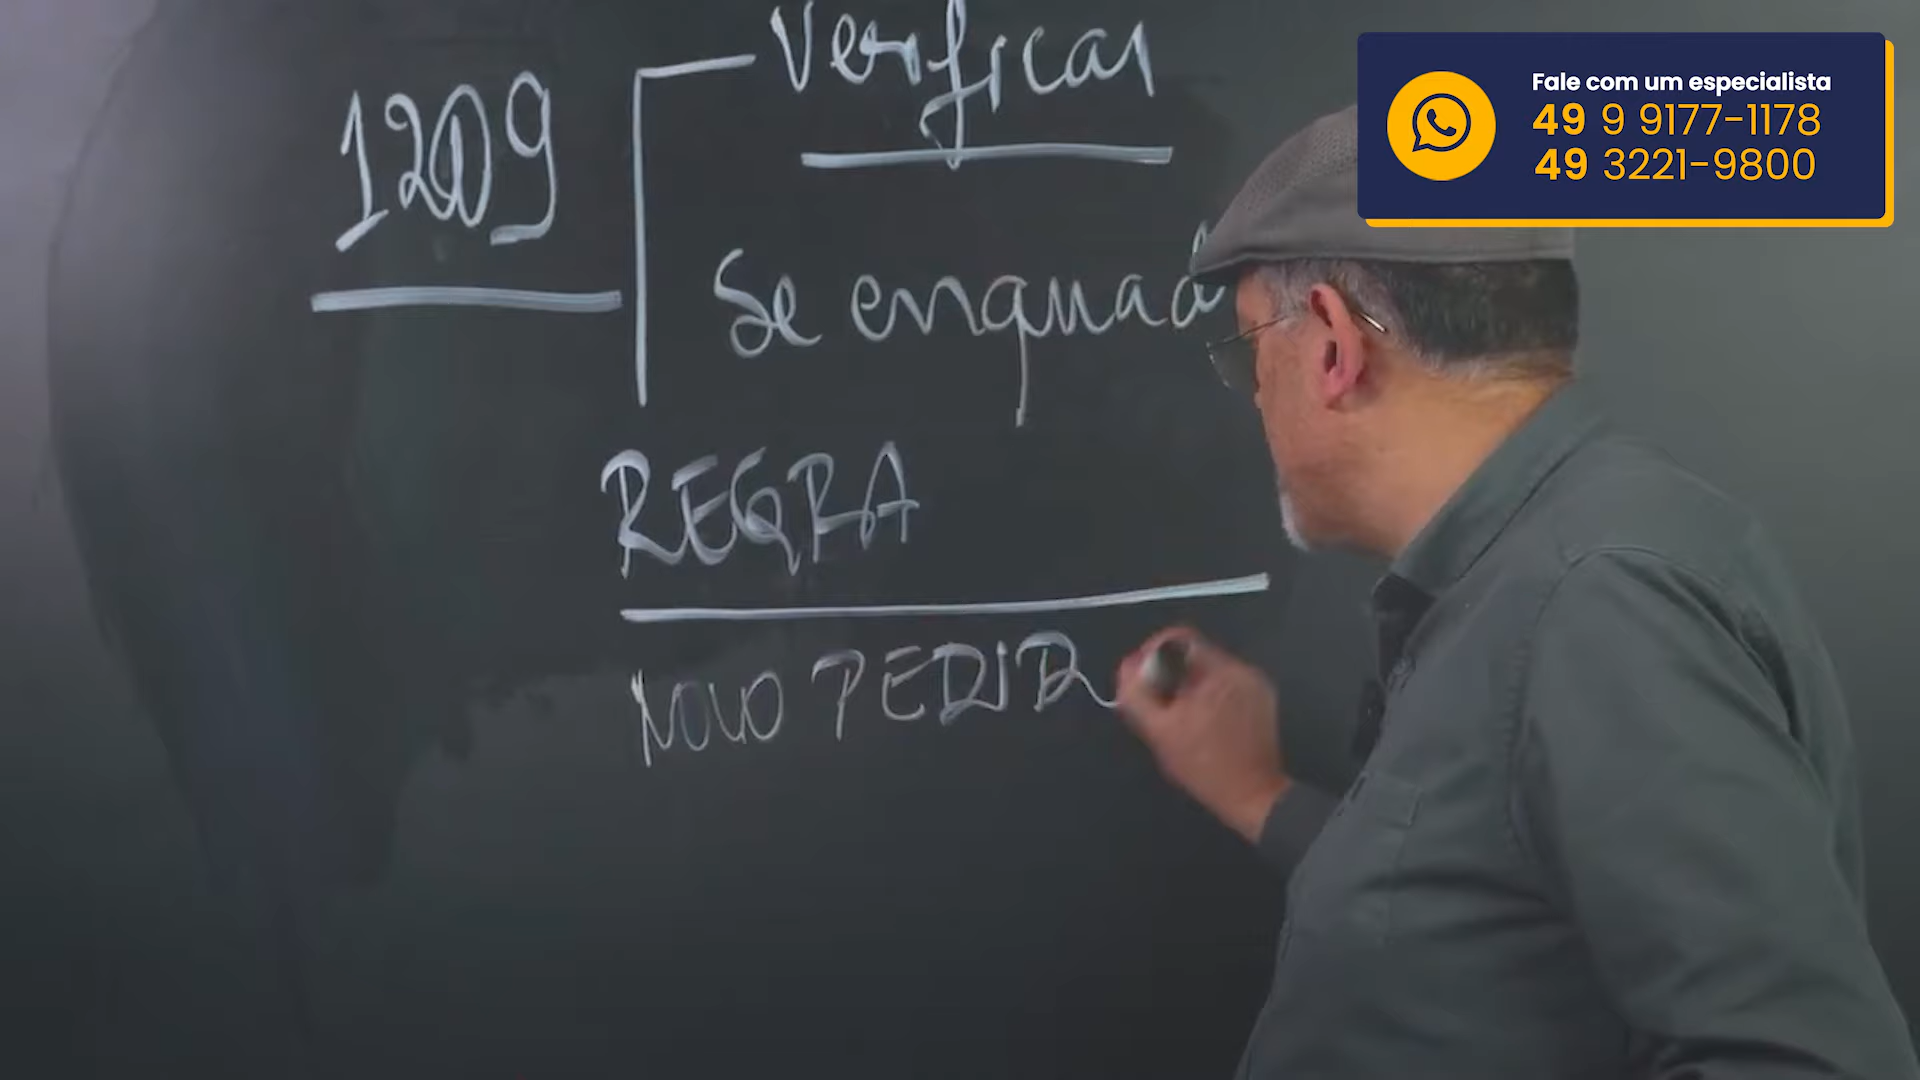 1209
Verificar
Se enquad
REGRA
NOVO PEDID
Fale com um especialista
49 9 9177-1178
49 3221-9800